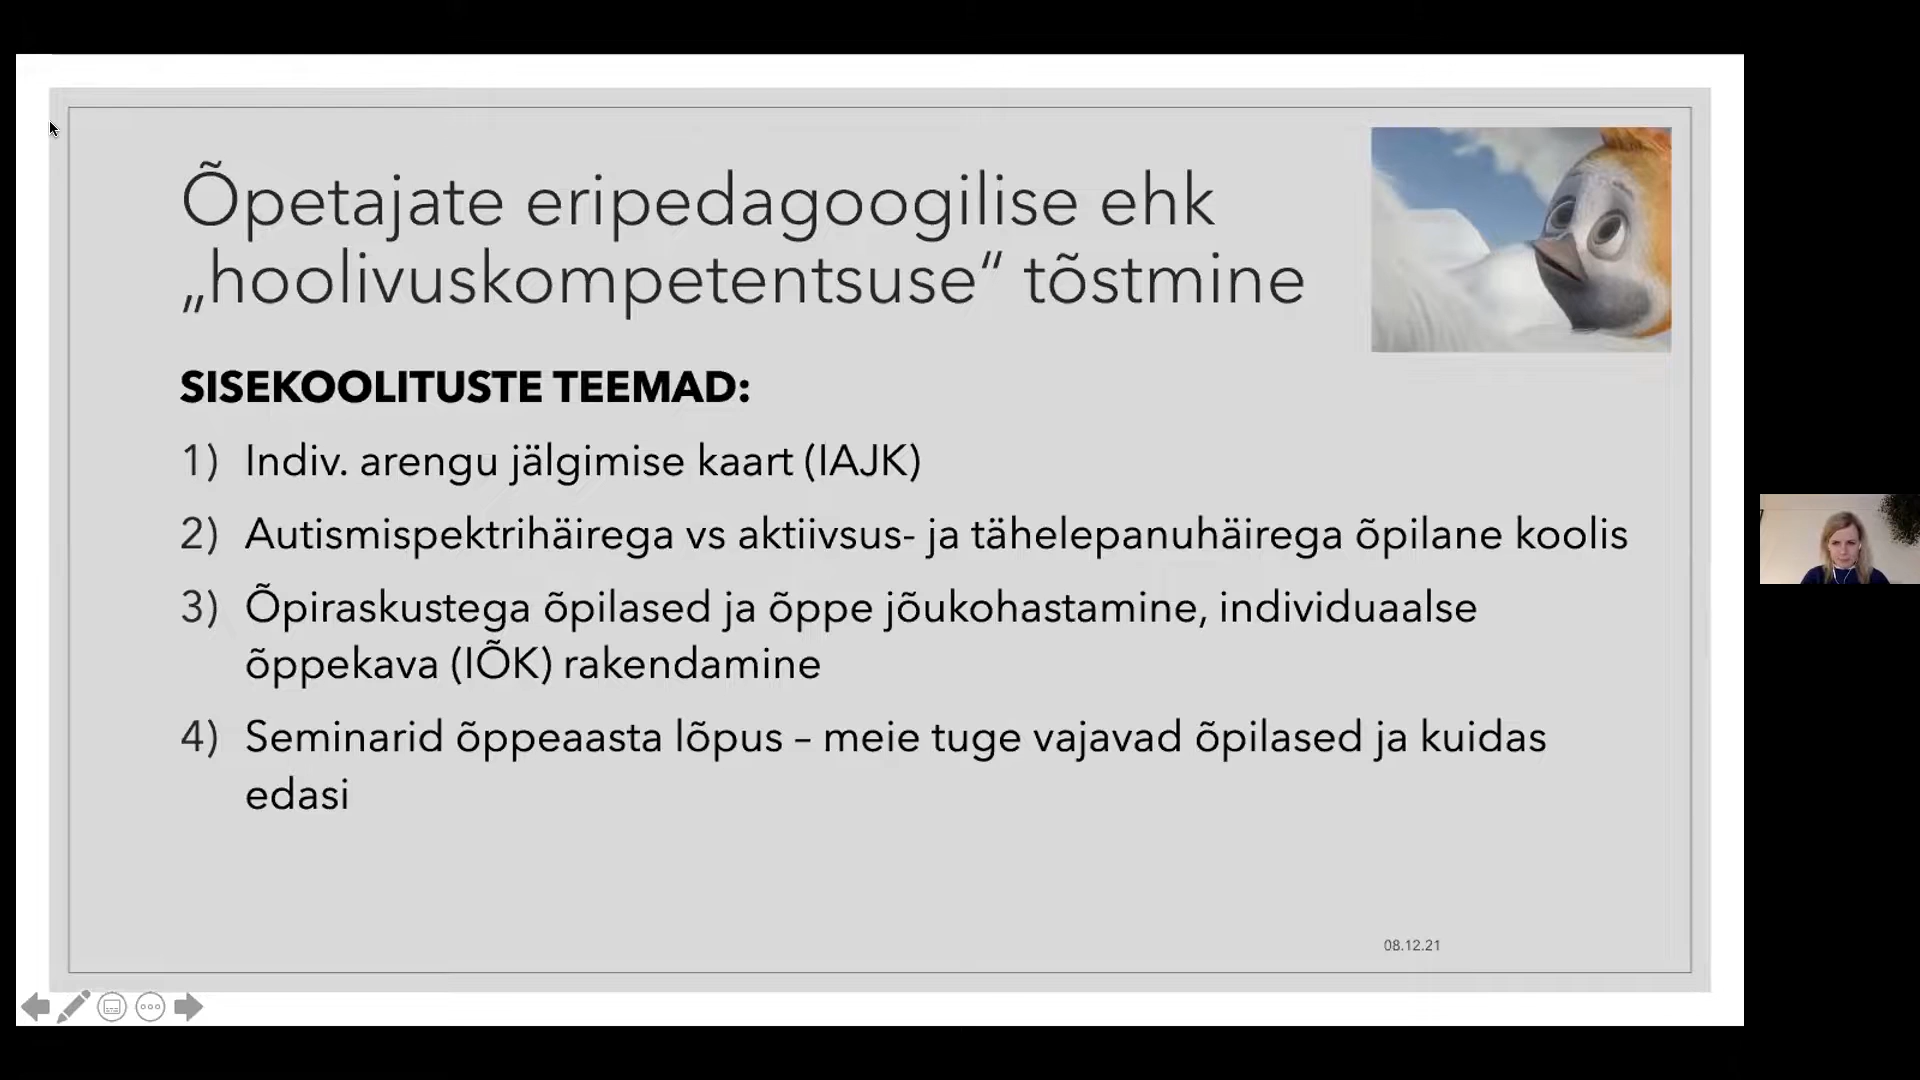 Õpetajate eripedagoogilise ehk
„hoolivuskompetentsuse“ tõstmine
SISEKOOLITUSTE TEEMAD:
1) Indiv. arengu jälgimise kaart (IAJK)
2) Autismispektrihäirega vs aktiivsus- ja tähelepanuhäirega õpilane koolis
3) Õpiraskustega õpilased ja õppe jõukohastamine, individuaalse
õppekava (IÕK) rakendamine
4) Seminarid õppeaasta lõpus – meie tuge vajavad õpilased ja kuidas
edasi
08.12.21